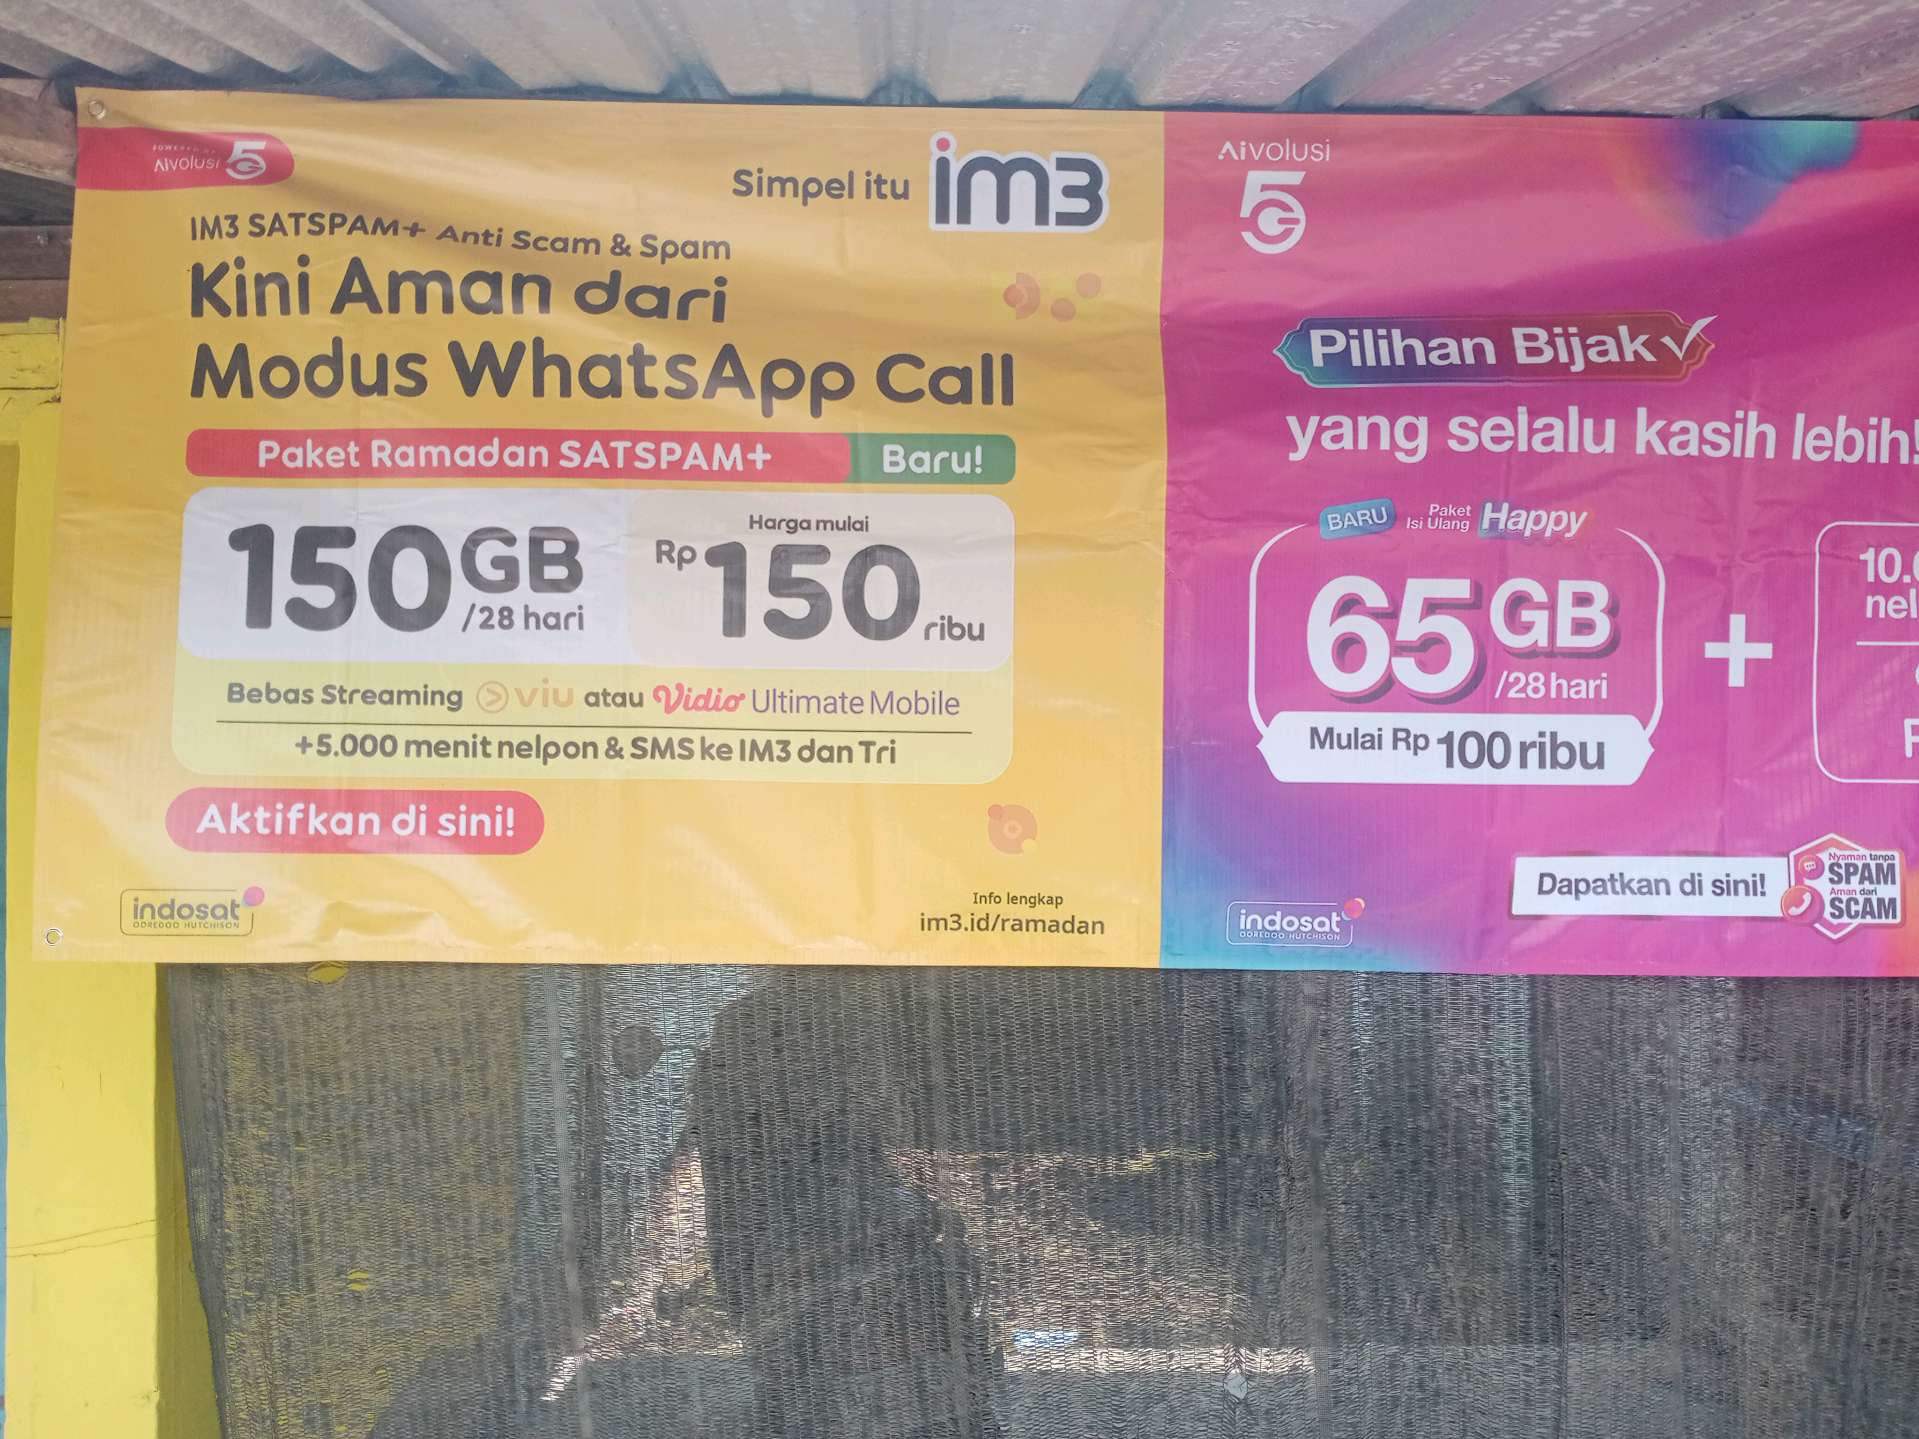 POWERED BY
AIVOLUSI 5G
Simpel itu im3
IM3 SATSPAM+ Anti Scam & Spam
Kini Aman dari
Modus WhatsApp Call
Paket Ramadan SATSPAM+ Baru!
150GB
/28 hari
Harga mulai
Rp 150 ribu
Bebas Streaming viu atau Vidio Ultimate Mobile
+5.000 menit nelpon & SMS ke IM3 dan Tri
Aktifkan di sini!
indosat
OOREDOO HUTCHISON
Info lengkap
im3.id/ramadan
AIVOLUSI
5G
Pilihan Bijak
yang selalu kasih lebih!
BARU Paket Isi Ulang Happy
65GB
/28 hari
Mulai Rp 100 ribu
+
Dapatkan di sini!
Nyaman tanpa
SPAM
Aman dari
SCAM
indosat
OOREDOO HUTCHISON